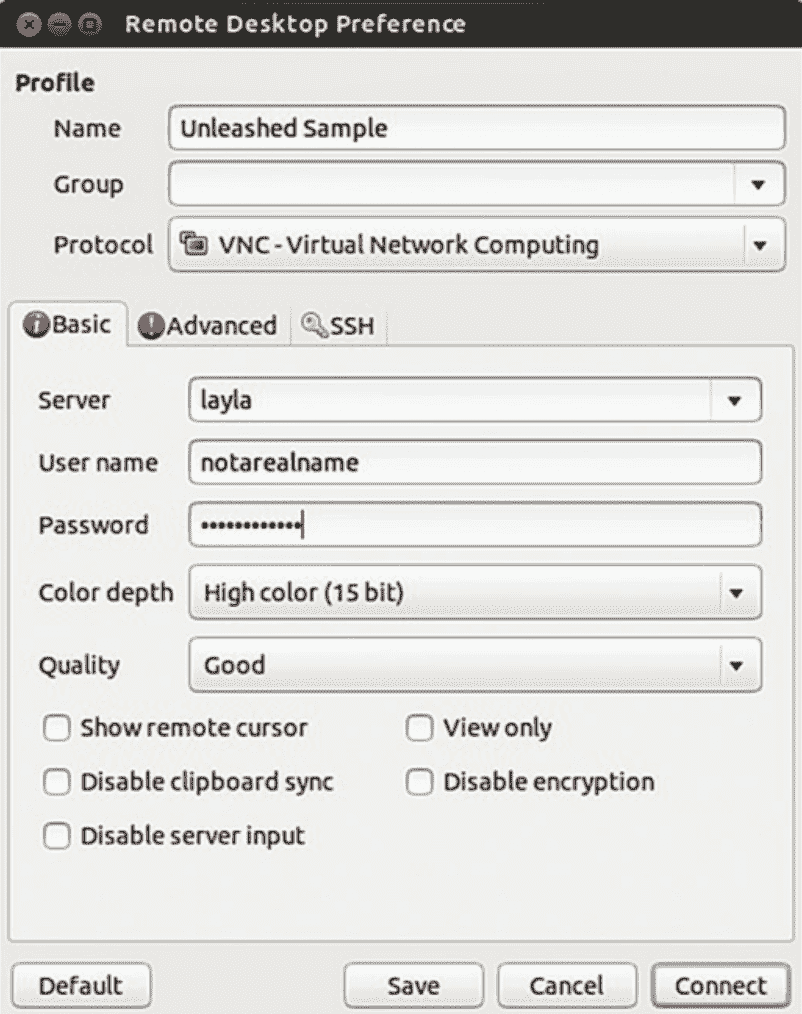 Remote Desktop Preference
Profile
Name Unleashed Sample
Group
Protocol VNC - Virtual Network Computing
Basic Advanced SSH
Server layla
User name notarealname
Password ••••••••••••
Color depth High color (15 bit)
Quality Good
Show remote cursor View only
Disable clipboard sync Disable encryption
Disable server input
Default Save Cancel Connect